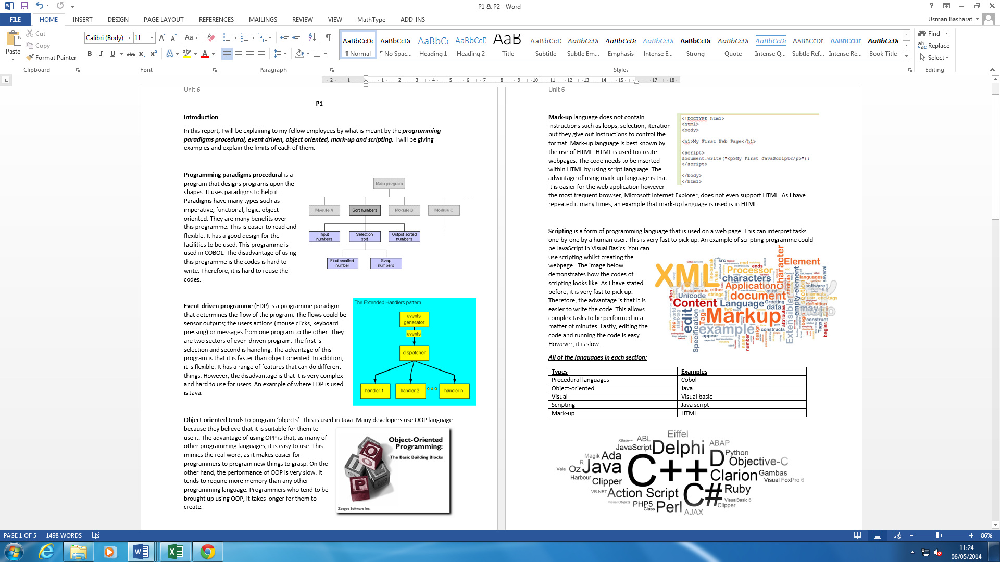 P1 & P2 - Word
FILE HOME INSERT DESIGN PAGE LAYOUT REFERENCES MAILINGS REVIEW VIEW MathType ADD-INS
Usman Basharat
Paste
Cut
Copy
Format Painter
Clipboard
Calibri (Body) 11
Font
Paragraph
AaBbCcDc ¶ Normal
AaBbCcDc ¶ No Spac...
AaBbCc Heading 1
AaBbCcD Heading 2
AaBl Title
AaBbCcD Subtitle
AaBbCcDc Subtle Em...
AaBbCcDc Emphasis
AaBbCcDc Intense E...
AaBbCcDc Strong
AaBbCcDc Quote
AaBbCcDc Intense Q...
AABBCCDE Subtle Ref...
AABBCCDE Intense Re...
AaBbCcDc Book Title
Styles
Find
Replace
Select
Editing
2 1 1 2 3 4 5 6 7 8 9 10 11 12 13 14 15 17 18
Unit 6
P1
Introduction
In this report, I will be explaining to my fellow employees by what is meant by the programming
paradigms procedural, event driven, object oriented, mark-up and scripting. I will be giving
examples and explain the limits of each of them.
Programming paradigms procedural is a
program that designs programs upon the
shapes. It uses paradigms to help it.
Paradigms have many types such as
imperative, functional, logic, object-
oriented. They are many benefits over
this programme. This is easier to read and
flexible. It has a good design for the
facilities to be used. This programme is
used in COBOL. The disadvantage of using
this programme is the codes is hard to
write. Therefore, it is hard to reuse the
codes.
Main program
Module A
Sort numbers
Module B
Module C
Input numbers
Selection sort
Output sorted numbers
Find smallest number
Swap numbers
Event-driven programme (EDP) is a programme paradigm
that determines the flow of the program. The flows could be
sensor outputs; the users actions (mouse clicks, keyboard
pressing) or messages from one program to the other. They
are two sectors of even-driven program. The first is
selection and second is handling. The advantage of this
program is that it is faster than object oriented. In addition,
it is flexible. It has a range of features that can do different
things. However, the disadvantage is that it is very complex
and hard to use for users. An example of where EDP is used
is Java.
The Extended Handlers pattern
events generator
events
dispatcher
handler 1
handler 2
handler n
Object oriented tends to program ‘objects’. This is used in Java. Many developers use OOP language
because they believe that it is suitable for them to
use it. The advantage of using OPP is that, as many of
other programming languages, it is easy to use. This
mimics the real word, as it makes easier for
programmers to program new things to grasp. On the
other hand, the performance of OOP is very slow. It
tends to require more memory than any other
programming language. Programmers who tend to be
brought up using OOP, it takes longer for them to
create.
Object-Oriented
Programming:
The Basic Building Blocks
O
O
P
Zeegee Software Inc.
Unit 6
Mark-up language does not contain
instructions such as loops, selection, iteration
but they give out instructions to control the
format. Mark-up language is best known by
the use of HTML. HTML is used to create
webpages. The code needs to be inserted
within HTML by using script language. The
advantage of using mark-up language is that
it is easier for the web application however
the most frequent browser, Microsoft Internet Explorer, does not even support HTML. As I have
repeated it many times, an example that mark-up language is used is in HTML.
<!DOCTYPE html>
<html>
<body>
<h1>My First Web Page</h1>
<script>
document.write("<p>My First JavaScript</p>");
</script>
</body>
</html>
Scripting is a form of programming language that is used on a web page. This can interpret tasks
one-by-one by a human user. This is very fast to pick up. An example of scripting programme could
be JavaScript in Visual Basics. You can
use scripting whilst creating the
webpage. The image below
demonstrates how the codes of
scripting looks like. As I have stated
before, it is very fast to pick up.
Therefore, the advantage is that it is
easier to write the code. This allows
complex tasks to be performed in a
matter of minutes. Lastly, editing the
code and running the code is easy.
However, it is slow.
XML
Processor
characters
Character
Element
Application
document
Unicode
Content
Language
Greeting
data
Markup
edit
Tag
example
Specification
Extensible
empty-element
section
languages
software
definition
may
construct
constructs
appear
number
several
begins
Tags
often
strings
either
documents
line-break
rules
src
ends
must
attributes
design
name
All of the languages in each section:
Types Examples
Procedural languages Cobol
Object-oriented Java
Visual Visual basic
Scripting Java script
Mark-up HTML
Eiffel
XBase++ ABL
JavaScript Delphi ABAP
Magik Ada Python
R D Objective-C
Vala Oz Java C++ Clarion Gambas
Harbour Clipper Visual FoxPro 6
VB.NET Action Script C# Ruby
Visual Objects PHP5 Perl VisualBasic 6
Class Clipper
AJAX
PAGE 1 OF 5 1498 WORDS
86%
11:24
06/05/2014